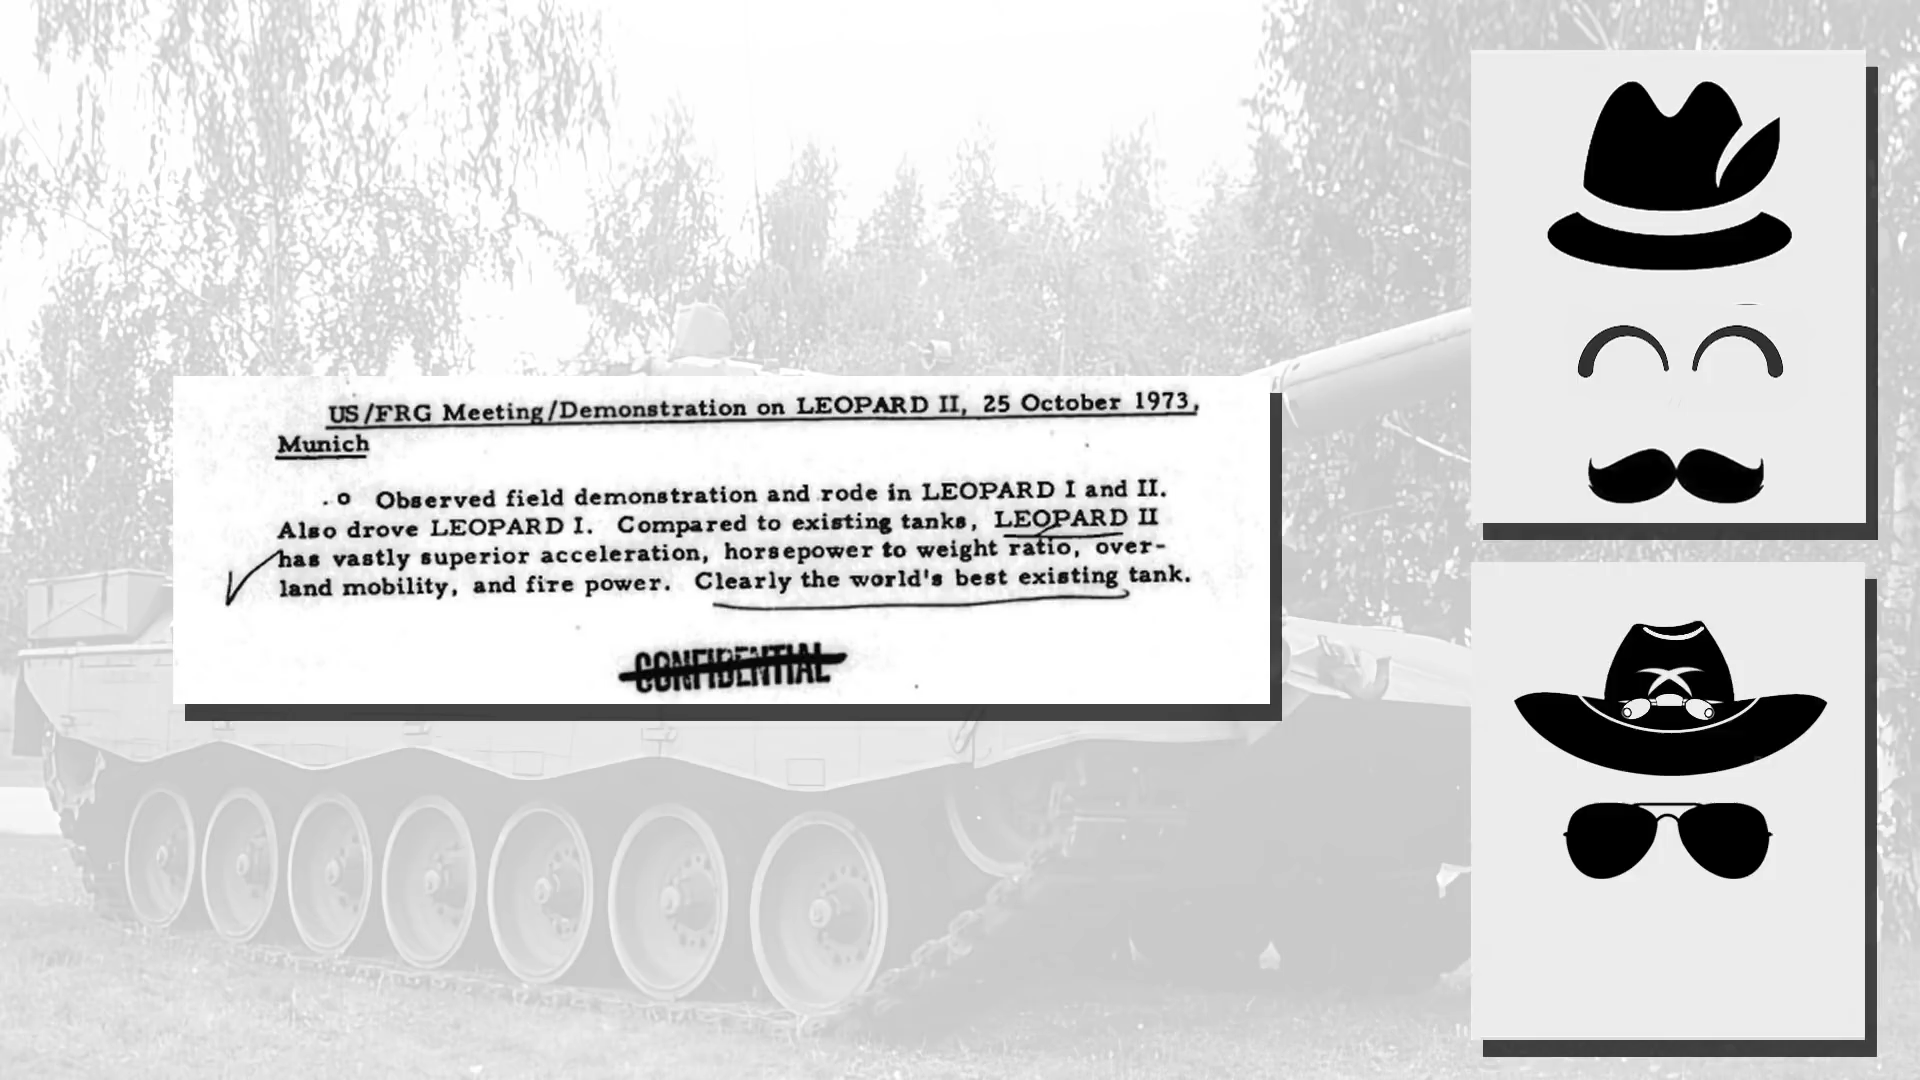 US/FRG Meeting/Demonstration on LEOPARD II, 25 October 1973,
Munich
. o Observed field demonstration and rode in LEOPARD I and II.
Also drove LEOPARD I. Compared to existing tanks, LEOPARD II
has vastly superior acceleration, horsepower to weight ratio, over-
land mobility, and fire power. Clearly the world's best existing tank.
CONFIDENTIAL